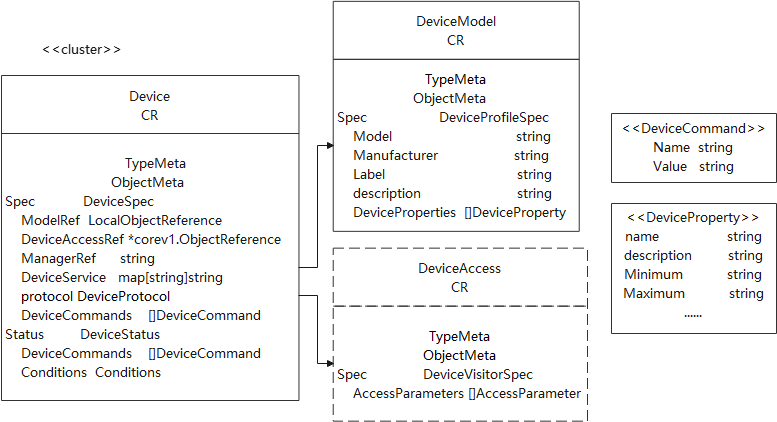 <<cluster>>
Device
CR
TypeMeta
ObjectMeta
Spec DeviceSpec
ModelRef LocalObjectReference
DeviceAccessRef *corev1.ObjectReference
ManagerRef string
DeviceService map[string]string
protocol DeviceProtocol
DeviceCommands []DeviceCommand
Status DeviceStatus
DeviceCommands []DeviceCommand
Conditions Conditions
DeviceModel
CR
TypeMeta
ObjectMeta
Spec DeviceProfileSpec
Model string
Manufacturer string
Label string
description string
DeviceProperties []DeviceProperty
DeviceAccess
CR
TypeMeta
ObjectMeta
Spec DeviceVisitorSpec
AccessParameters []AccessParameter
<<DeviceCommand>>
Name string
Value string
<<DeviceProperty>>
name string
description string
Minimum string
Maximum string
......